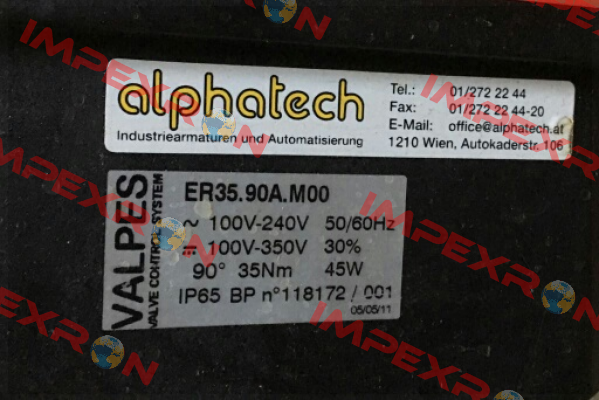 alphatech
Industriearmaturen und Automatisierung
Tel.: 01/272 22 44
Fax: 01/272 22 44-20
E-Mail: office@alphatech.at
1210 Wien, Autokaderstr. 106
VALPES
VALVE CONTROL SYSTEM
ER35.90A.M00
~ 100V-240V 50/60Hz
⎓ 100V-350V 30%
90° 35Nm 45W
IP65 BP n°118172 / 001
05/05/11
IMPEXRON
IMPEXRON
IMPEXRON
IMPEXRON